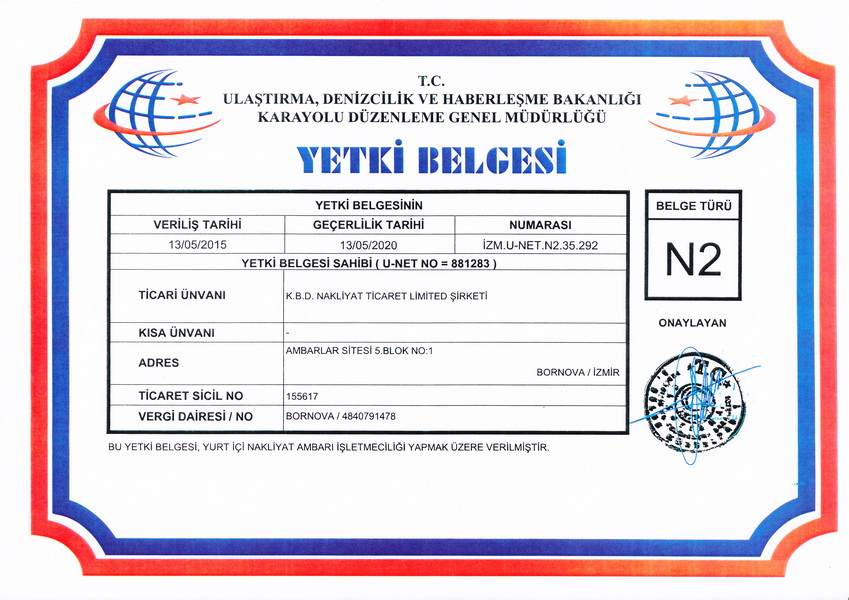 T.C.
ULAŞTIRMA, DENİZCİLİK VE HABERLEŞME BAKANLIĞI
KARAYOLU DÜZENLEME GENEL MÜDÜRLÜĞÜ
YETKİ BELGESİ
YETKİ BELGESİNİN
VERİLİŞ TARİHİ GEÇERLİLİK TARİHİ NUMARASI
13/05/2015 13/05/2020 İZM.U-NET.N2.35.292
YETKİ BELGESİ SAHİBİ ( U-NET NO = 881283 )
TİCARİ ÜNVANI K.B.D. NAKLİYAT TİCARET LİMİTED ŞİRKETİ
KISA ÜNVANI -
ADRES AMBARLAR SİTESİ 5.BLOK NO:1
BORNOVA / İZMİR
TİCARET SİCİL NO 155617
VERGİ DAİRESİ / NO BORNOVA / 4840791478
BU YETKİ BELGESİ, YURT İÇİ NAKLİYAT AMBARI İŞLETMECİLİĞİ YAPMAK ÜZERE VERİLMİŞTİR.
BELGE TÜRÜ
N2
ONAYLAYAN
T.C.